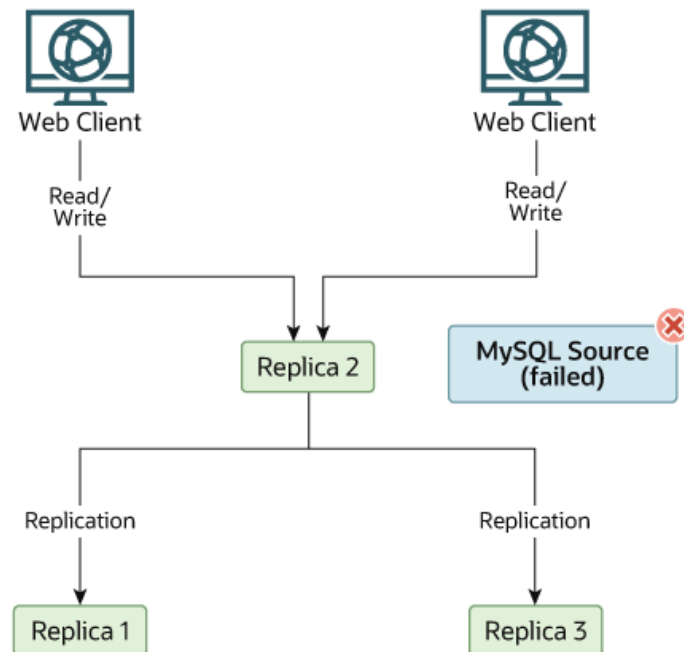 Web Client
Web Client
Read/
Write
Read/
Write
Replica 2
MySQL Source
(failed)
Replication
Replication
Replica 1
Replica 3